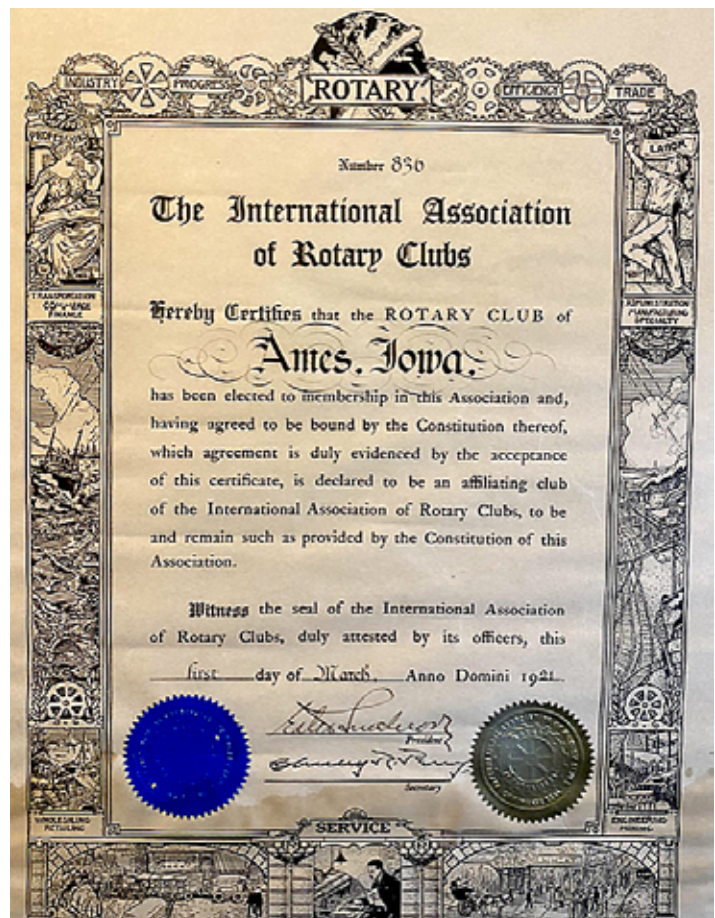 INDUSTRY
PROGRESS
ROTARY
EFFICIENCY
TRADE
LABOR
Number 836
The International Association
of Rotary Clubs
TRANSPORTATION
COMMERCE
FINANCE
ADMINISTRATION
MANUFACTURING
SPECIALTY
Hereby Certifies that the ROTARY CLUB of
Ames, Iowa,
has been elected to membership in this Association and,
having agreed to be bound by the Constitution thereof,
which agreement is duly evidenced by the acceptance
of this certificate, is declared to be an affiliating club
of the International Association of Rotary Clubs, to be
and remain such as provided by the Constitution of this
Association.
Witness the seal of the International Association
of Rotary Clubs, duly attested by its officers, this
first day of March, Anno Domini 1921.
President
Secretary
WHOLESALING
RETAILING
SERVICE
ENGINEERING
MINING